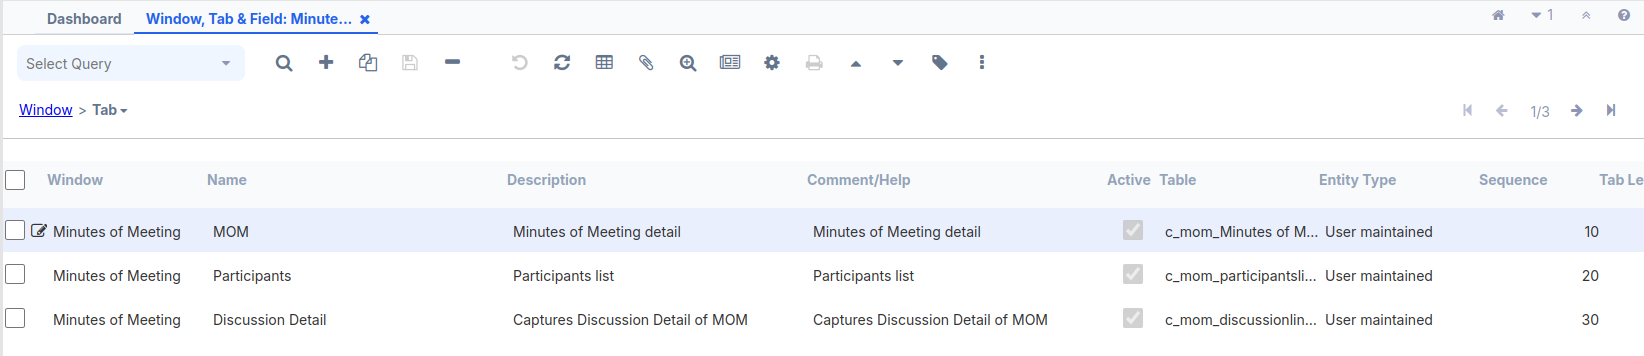 Dashboard Window, Tab & Field: Minute... 1
Select Query
Window > Tab 1/3
Window Name Description Comment/Help Active Table Entity Type Sequence Tab Le
Minutes of Meeting MOM Minutes of Meeting detail Minutes of Meeting detail c_mom_Minutes of M... User maintained 10
Minutes of Meeting Participants Participants list Participants list c_mom_participantsli... User maintained 20
Minutes of Meeting Discussion Detail Captures Discussion Detail of MOM Captures Discussion Detail of MOM c_mom_discussionlin... User maintained 30